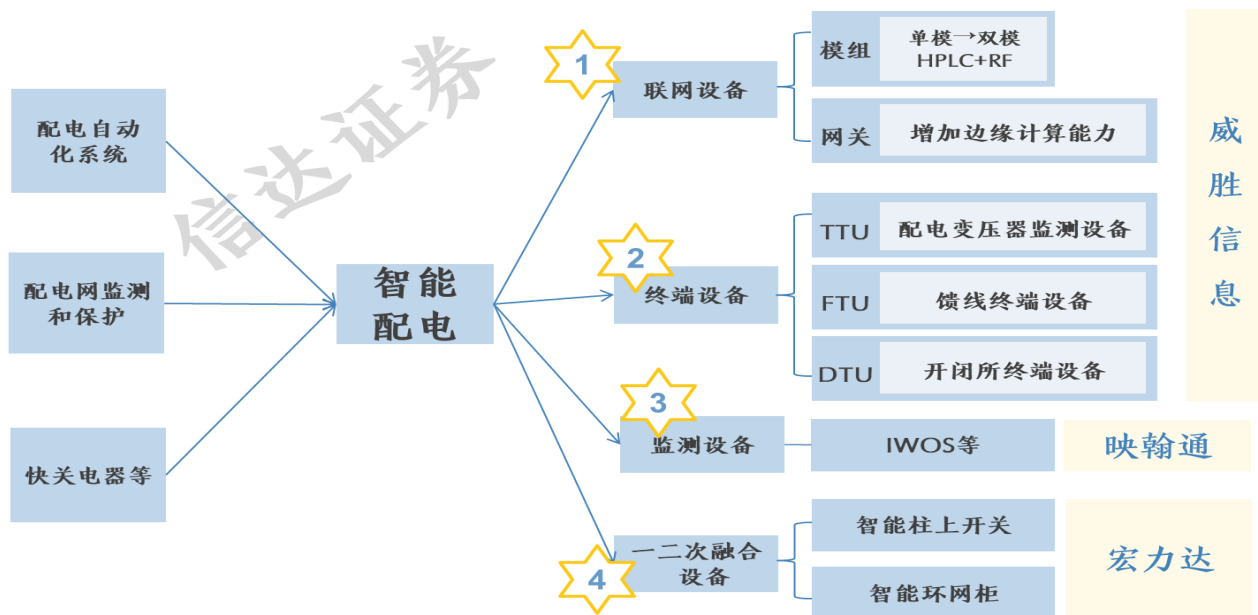 信达证券
配电自动
化系统
配电网监测
和保护
快关电器等
智能
配电
1
联网设备
模组
单模→双模
HPLC+RF
网关
增加边缘计算能力
2
终端设备
TTU
配电变压器监测设备
FTU
馈线终端设备
DTU
开闭所终端设备
威
胜
信
息
3
监测设备
IWOS等
映翰通
4
一二次融合
设备
智能柱上开关
智能环网柜
宏力达